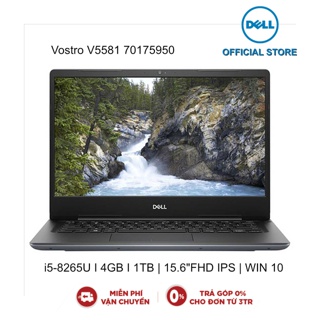 Vostro V5581 70175950
DELL
OFFICIAL STORE
DELL
i5-8265U I 4GB I 1TB | 15.6"FHD IPS | WIN 10
MIỄN PHÍ
VẬN CHUYỂN
0%
TRẢ GÓP 0%
CHO ĐƠN TỪ 3TR